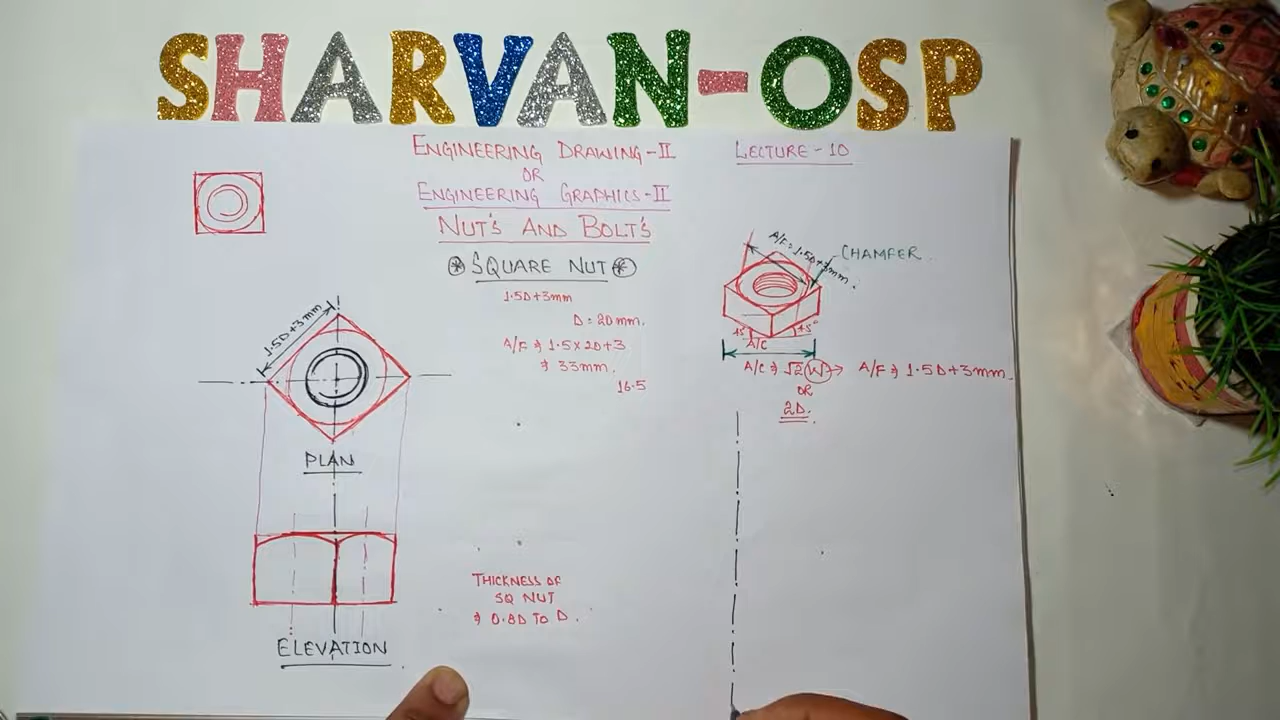 SHARVAN-OSP
ENGINEERING DRAWING-II
OR
ENGINEERING GRAPHICS-II
LECTURE-10
NUT'S AND BOLT'S
SQUARE NUT
1.5D+3mm
D = 20mm.
A/F ⇒ 1.5x20+3
⇒ 33mm.
16.5
1.5D+3mm
PLAN
ELEVATION
THICKNESS OF
SQ NUT
⇒ 0.8D TO D.
A/F=1.5D+3mm.
CHAMFER.
45° 45°
A/C
A/C ⇒ √2 W → A/F ⇒ 1.5D+3mm.
OR
2D.